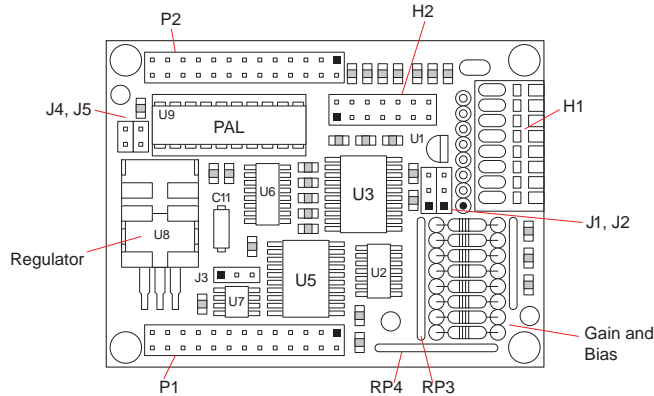 P2
H2
J4, J5
U9
PAL
U1
H1
U6
U3
C11
U8
J1, J2
Regulator
J3
U5
U2
U7
Gain and
Bias
P1
RP4
RP3